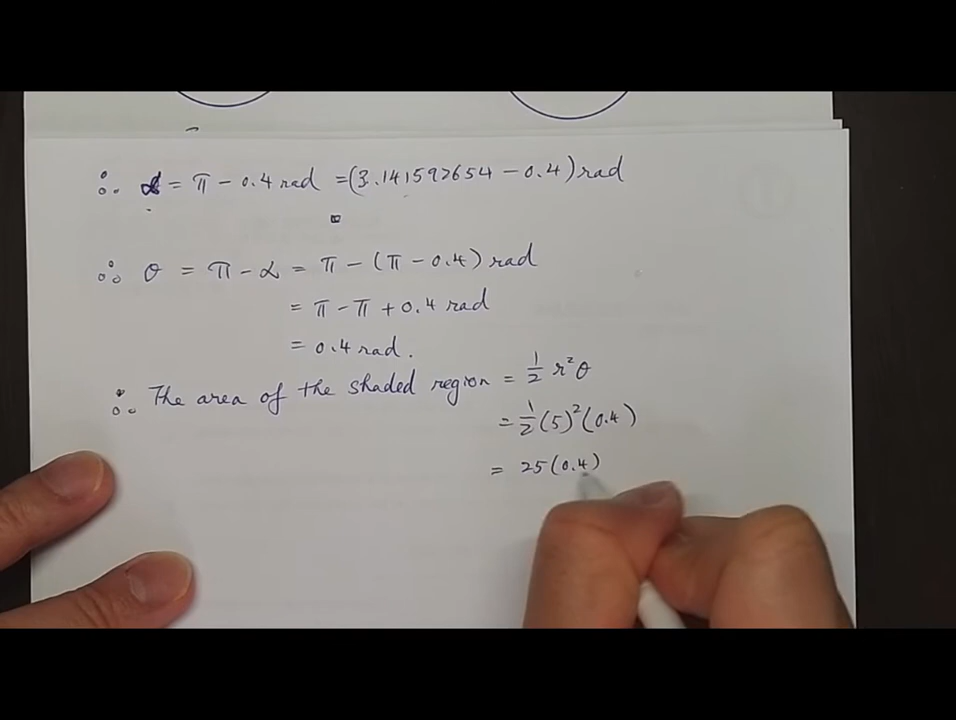 ∴ α = π − 0.4 rad = (3.141592654 − 0.4) rad
∴ θ = π − α = π − (π − 0.4) rad
= π − π + 0.4 rad
= 0.4 rad.
∴ The area of the shaded region = 1/2 r²θ
= 1/2 (5)² (0.4)
= 25 (0.4)